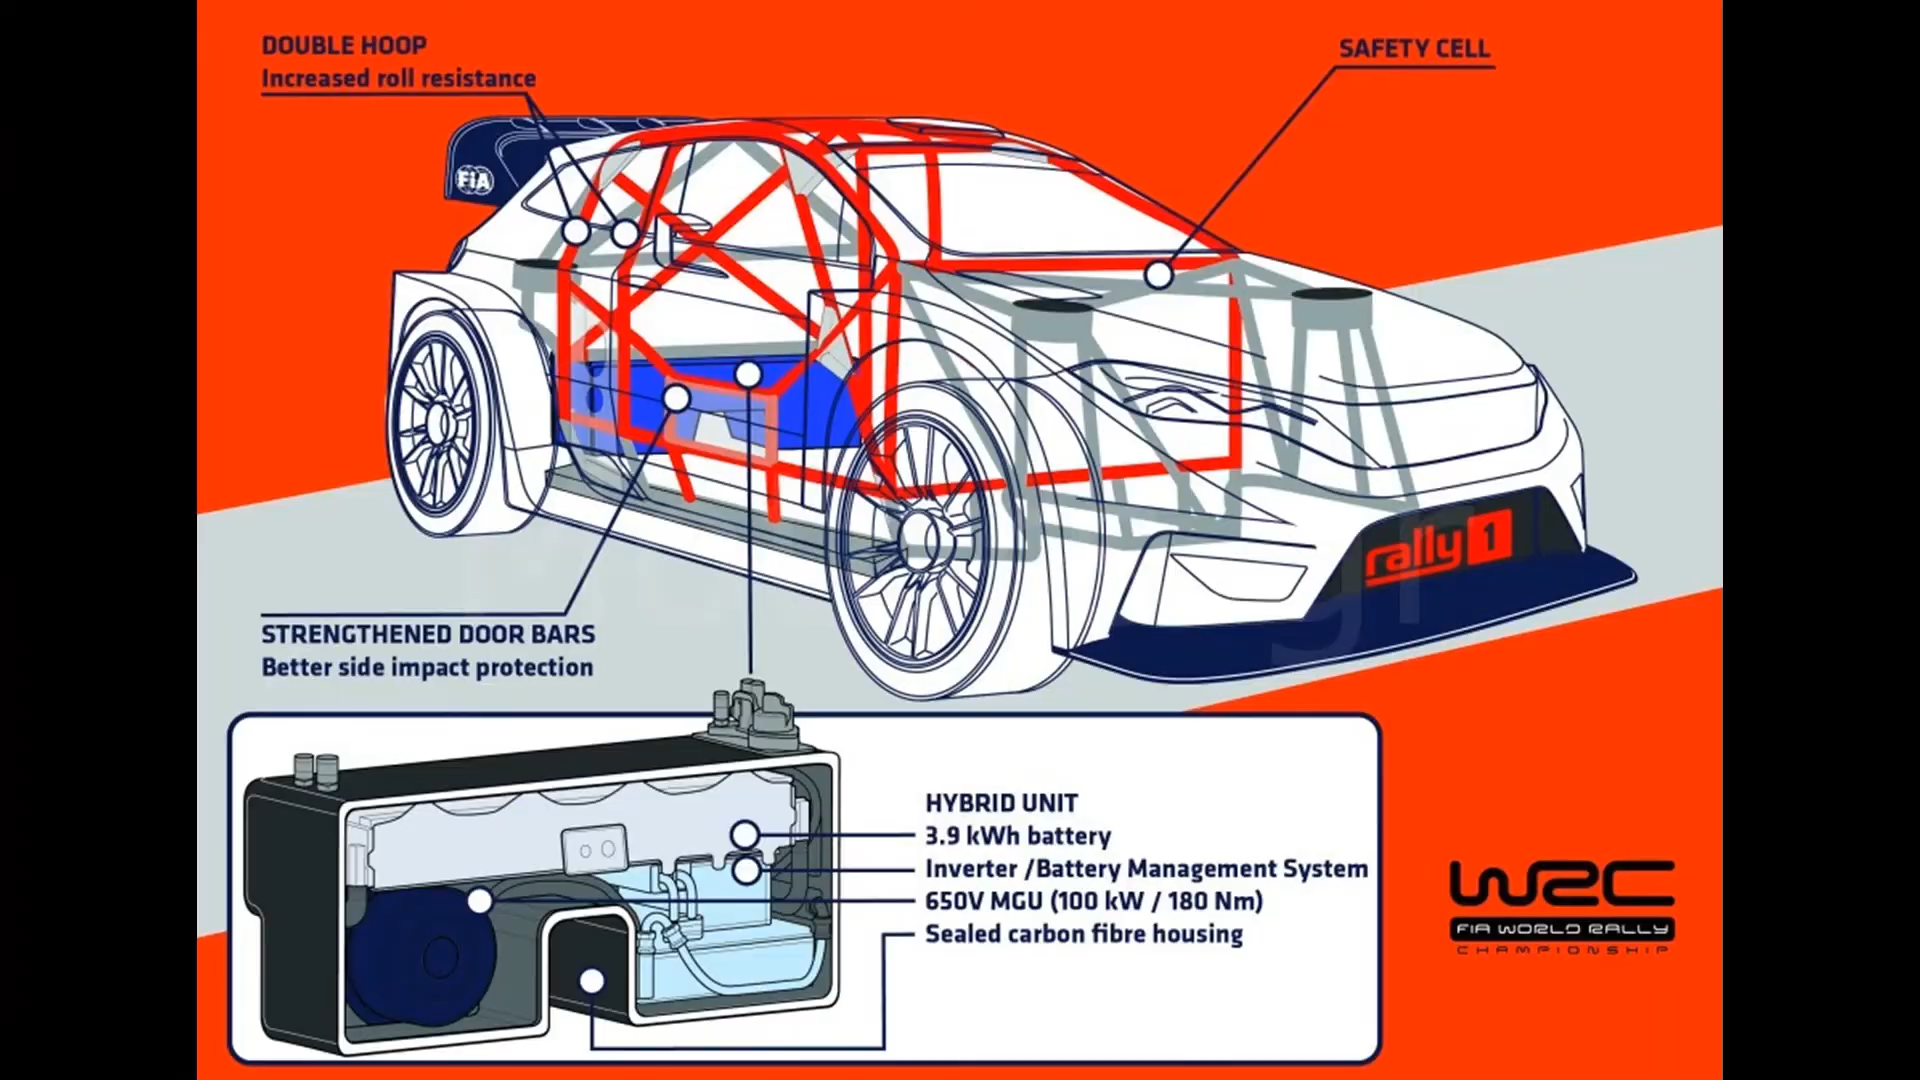 DOUBLE HOOP
Increased roll resistance
SAFETY CELL
FIA
rally 1
STRENGTHENED DOOR BARS
Better side impact protection
HYBRID UNIT
3.9 kWh battery
Inverter /Battery Management System
650V MGU (100 kW / 180 Nm)
Sealed carbon fibre housing
WRC
FIA WORLD RALLY
CHAMPIONSHIP